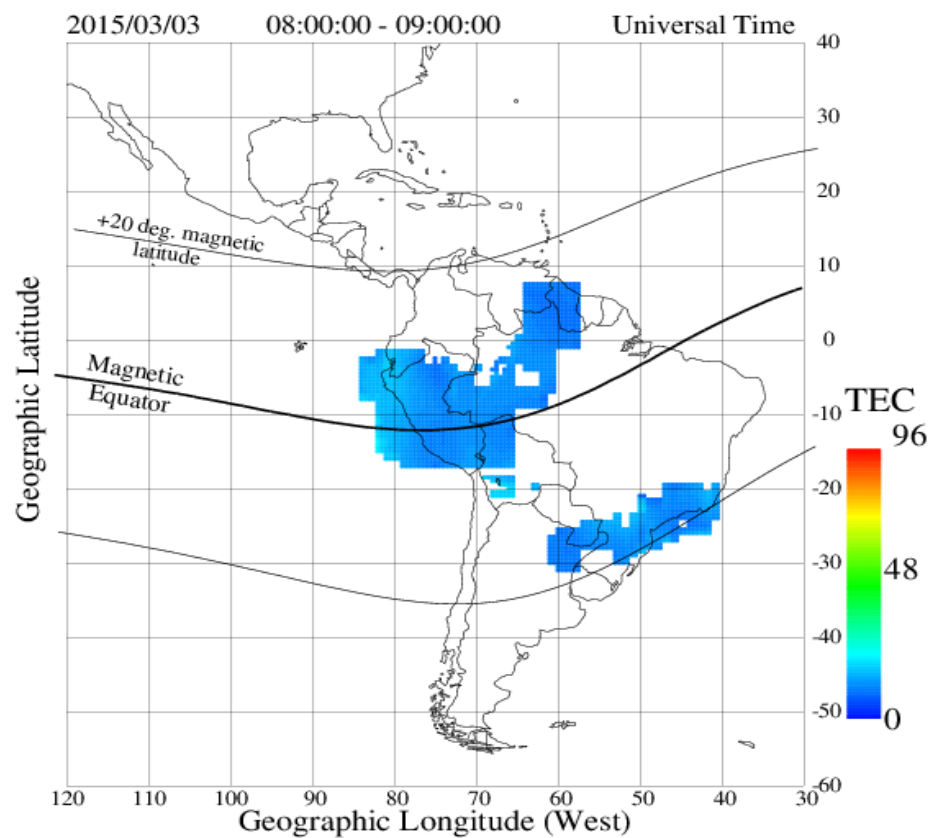 2015/03/03 08:00:00 - 09:00:00 Universal Time
40
30
20
10
0
-10
-20
-30
-40
-50
-60
+20 deg. magnetic
latitude
Magnetic
Equator
Geographic Latitude
TEC
96
48
0
120 110 100 90 80 70 60 50 40 30
Geographic Longitude (West)